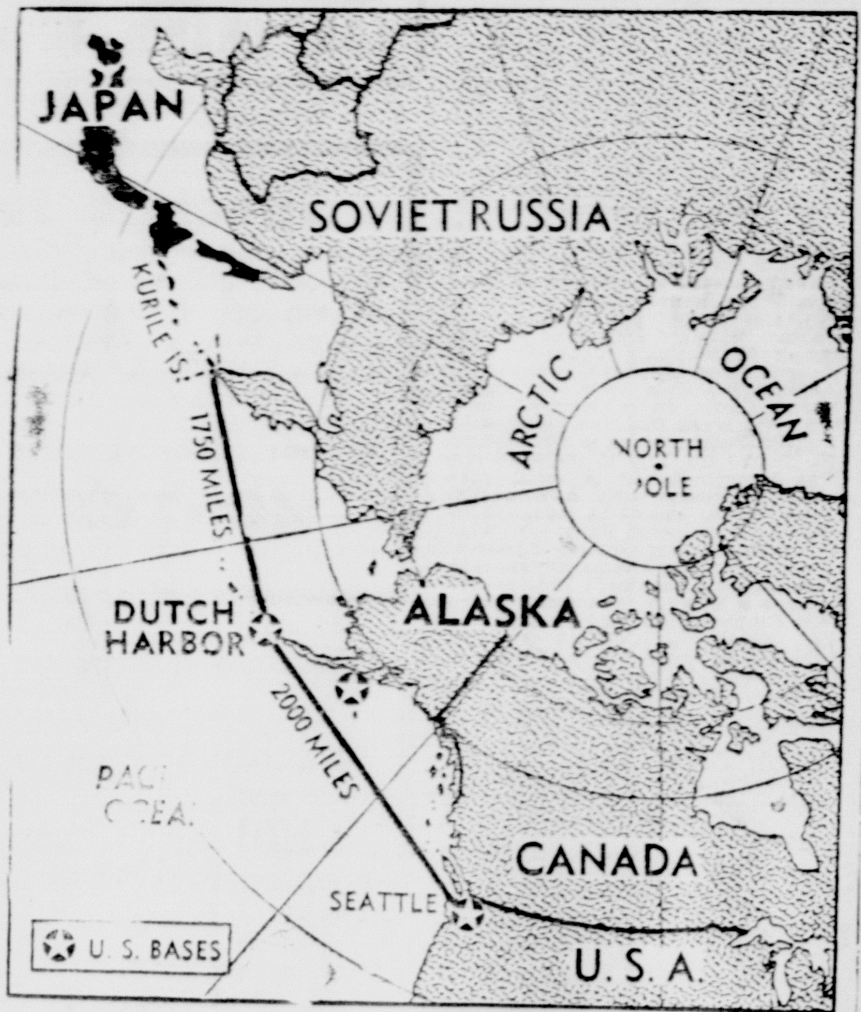 JAPAN
SOVIET RUSSIA
KURILE IS.
ARCTIC
OCEAN
NORTH
POLE
1750 MILES
DUTCH
HARBOR
ALASKA
2000 MILES
CANADA
SEATTLE
U. S. BASES
U. S. A.